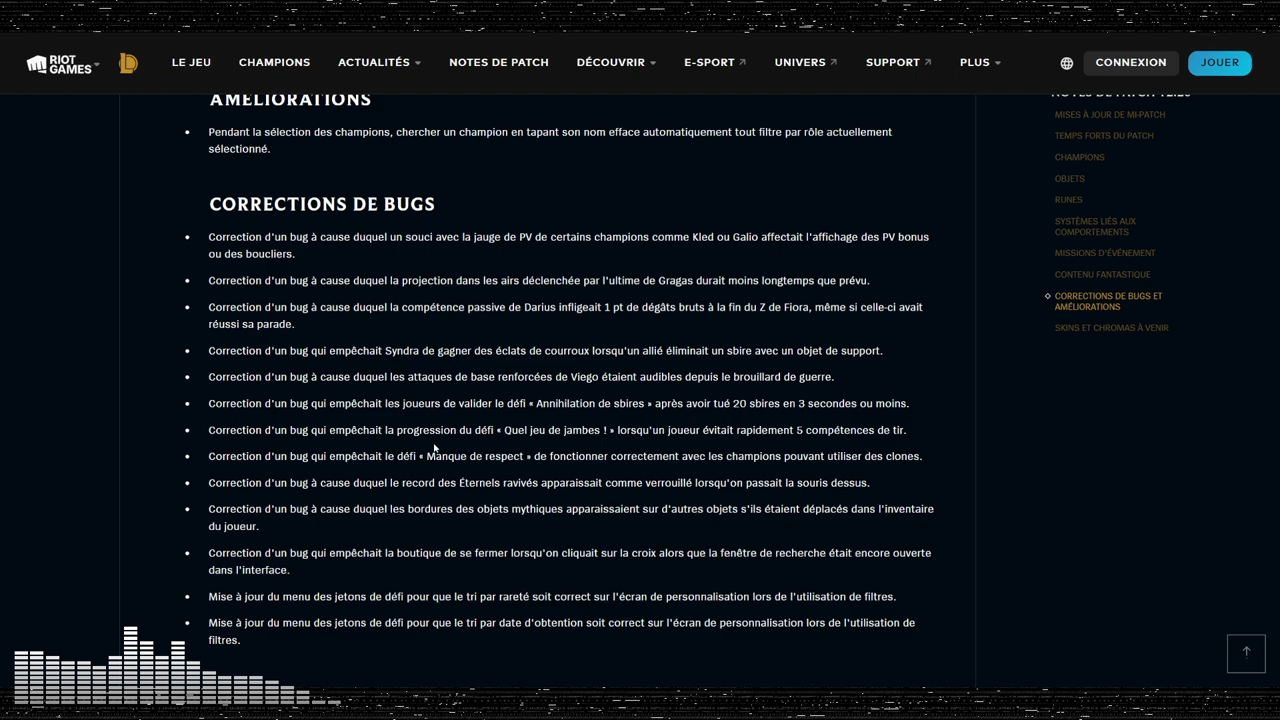 RIOT GAMES
LE JEU
CHAMPIONS
ACTUALITÉS
NOTES DE PATCH
DÉCOUVRIR
E-SPORT
UNIVERS
SUPPORT
PLUS
CONNEXION
JOUER
AMÉLIORATIONS
Pendant la sélection des champions, chercher un champion en tapant son nom efface automatiquement tout filtre par rôle actuellement
sélectionné.
CORRECTIONS DE BUGS
Correction d'un bug à cause duquel un souci avec la jauge de PV de certains champions comme Kled ou Galio affectait l'affichage des PV bonus
ou des boucliers.
Correction d'un bug à cause duquel la projection dans les airs déclenchée par l'ultime de Gragas durait moins longtemps que prévu.
Correction d'un bug à cause duquel la compétence passive de Darius infligeait 1 pt de dégâts bruts à la fin du Z de Fiora, même si celle-ci avait
réussi sa parade.
Correction d'un bug qui empêchait Syndra de gagner des éclats de courroux lorsqu'un allié éliminait un sbire avec un objet de support.
Correction d'un bug à cause duquel les attaques de base renforcées de Viego étaient audibles depuis le brouillard de guerre.
Correction d'un bug qui empêchait les joueurs de valider le défi « Annihilation de sbires » après avoir tué 20 sbires en 3 secondes ou moins.
Correction d'un bug qui empêchait la progression du défi « Quel jeu de jambes ! » lorsqu'un joueur évitait rapidement 5 compétences de tir.
Correction d'un bug qui empêchait le défi « Manque de respect » de fonctionner correctement avec les champions pouvant utiliser des clones.
Correction d'un bug à cause duquel le record des Éternels ravivés apparaissait comme verrouillé lorsqu'on passait la souris dessus.
Correction d'un bug à cause duquel les bordures des objets mythiques apparaissaient sur d'autres objets s'ils étaient déplacés dans l'inventaire
du joueur.
Correction d'un bug qui empêchait la boutique de se fermer lorsqu'on cliquait sur la croix alors que la fenêtre de recherche était encore ouverte
dans l'interface.
Mise à jour du menu des jetons de défi pour que le tri par rareté soit correct sur l'écran de personnalisation lors de l'utilisation de filtres.
Mise à jour du menu des jetons de défi pour que le tri par date d'obtention soit correct sur l'écran de personnalisation lors de l'utilisation de
filtres.
NOTES DE PATCH
MISES À JOUR DE MI-PATCH
TEMPS FORTS DU PATCH
CHAMPIONS
OBJETS
RUNES
SYSTÈMES LIÉS AUX
COMPORTEMENTS
MISSIONS D'ÉVÉNEMENT
CONTENU FANTASTIQUE
CORRECTIONS DE BUGS ET
AMÉLIORATIONS
SKINS ET CHROMAS À VENIR